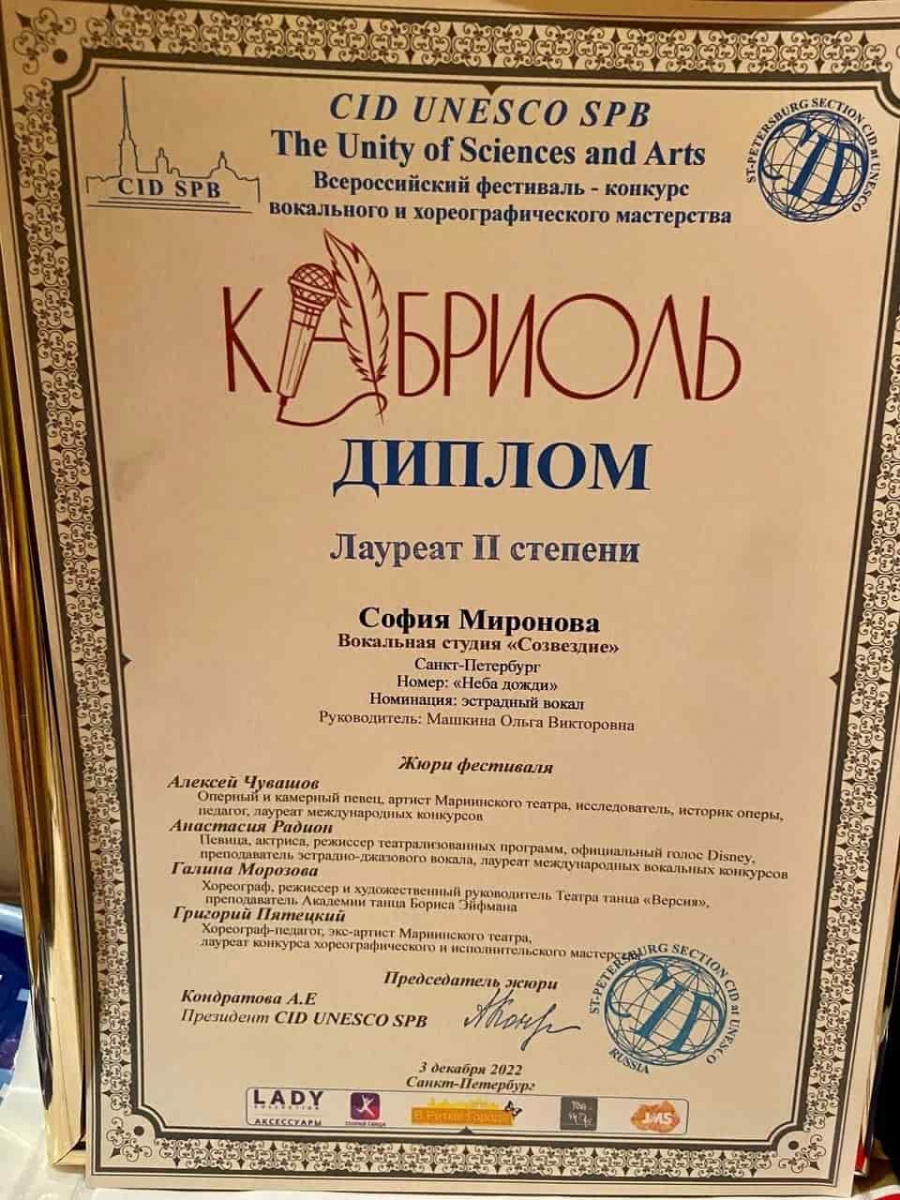 CID UNESCO SPB
The Unity of Sciences and Arts
Всероссийский фестиваль - конкурс
вокального и хореографического мастерства
CID SPB
ST-PETERSBURG SECTION CID at UNESCO
КАБРИОЛЬ
ДИПЛОМ
Лауреат II степени
София Миронова
Вокальная студия «Созвездие»
Санкт-Петербург
Номер: «Неба дожди»
Номинация: эстрадный вокал
Руководитель: Машкина Ольга Викторовна
Жюри фестиваля
Алексей Чувашов
Оперный и камерный певец, артист Мариинского театра, исследователь, историк оперы,
педагог, лауреат международных конкурсов
Анастасия Радион
Певица, актриса, режиссер театрализованных программ, официальный голос Disney,
преподаватель эстрадно-джазового вокала, лауреат международных вокальных конкурсов
Галина Морозова
Хореограф, режиссер и художественный руководитель Театра танца «Версия»,
преподаватель Академии танца Бориса Эйфмана
Григорий Пятецкий
Хореограф-педагог, экс-артист Мариинского театра,
лауреат конкурса хореографического и исполнительского
Председатель жюри
Кондратова А.Е
Президент CID UNESCO SPB
ST-PETERSBURG SECTION CID at UNESCO
RUSSIA
3 декабря 2022
Санкт-Петербург
LADY
COLLECTION
АКСЕССУАРЫ
В Ритме Города
JMS